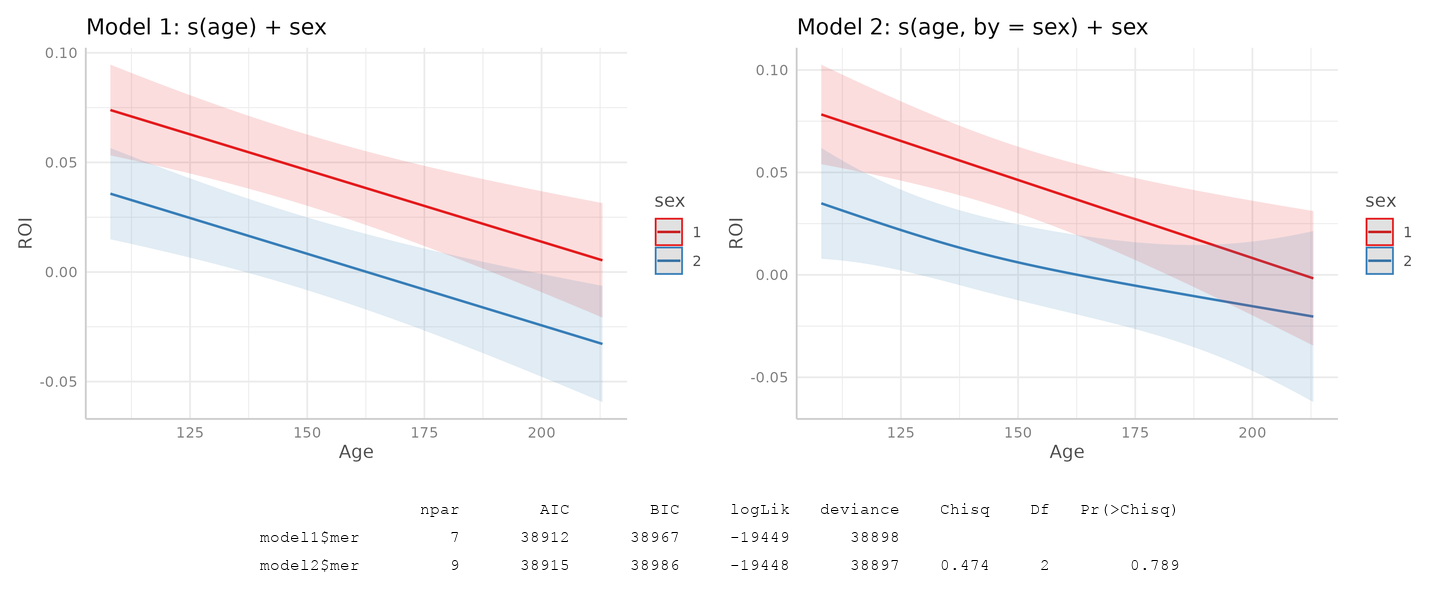 Model 1: s(age) + sex
0.10
0.05
0.00
-0.05
ROI
125 150 175 200
Age
sex
1
2
Model 2: s(age, by = sex) + sex
0.10
0.05
0.00
-0.05
ROI
125 150 175 200
Age
sex
1
2
npar AIC BIC logLik deviance Chisq Df Pr(>Chisq)
model1$mer 7 38912 38967 -19449 38898
model2$mer 9 38915 38986 -19448 38897 0.474 2 0.789